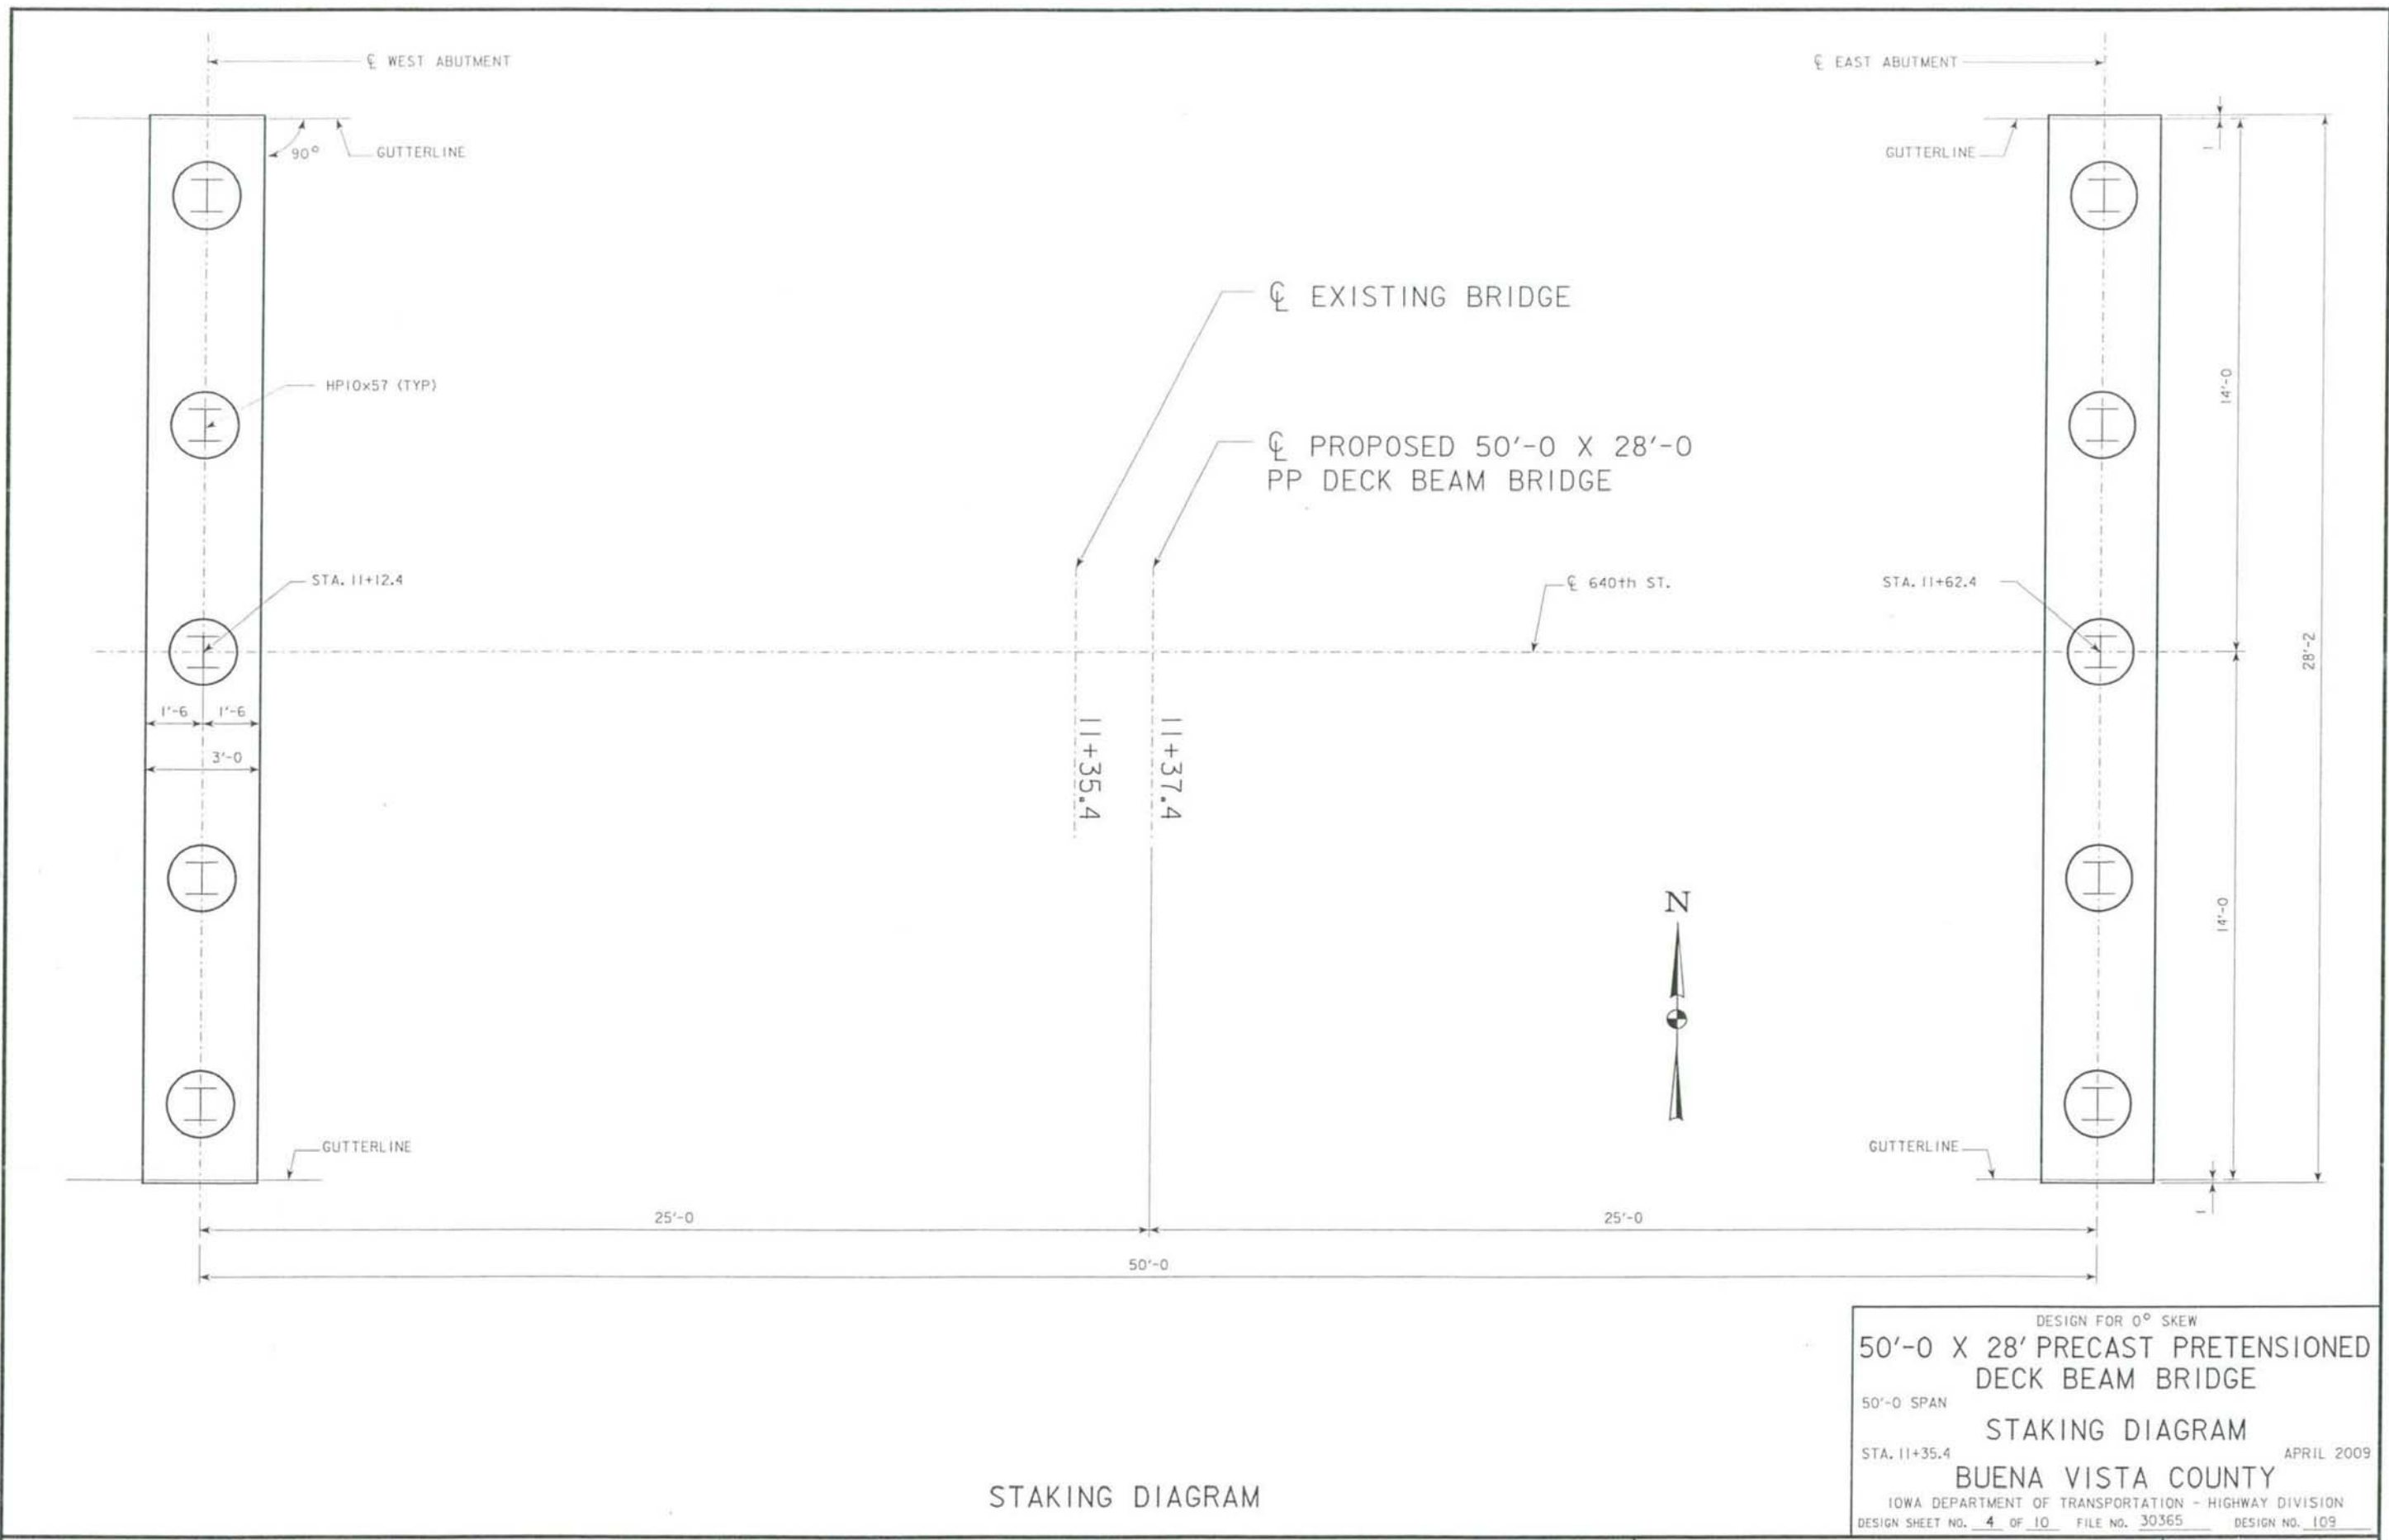 ℄ WEST ABUTMENT
℄ EAST ABUTMENT
90°
GUTTERLINE
GUTTERLINE
1
℄ EXISTING BRIDGE
HP10x57 (TYP)
14'-0
℄ PROPOSED 50'-0 X 28'-0
PP DECK BEAM BRIDGE
STA. 11+12.4
℄ 640th ST.
STA. 11+62.4
28'-2
1'-6
1'-6
3'-0
11+35.4
11+37.4
N
14'-0
GUTTERLINE
GUTTERLINE
1
25'-0
25'-0
50'-0
STAKING DIAGRAM
DESIGN FOR 0° SKEW
50'-0 X 28' PRECAST PRETENSIONED
DECK BEAM BRIDGE
50'-0 SPAN
STAKING DIAGRAM
STA. 11+35.4 APRIL 2009
BUENA VISTA COUNTY
IOWA DEPARTMENT OF TRANSPORTATION - HIGHWAY DIVISION
DESIGN SHEET NO. 4 OF 10 FILE NO. 30365 DESIGN NO. 109